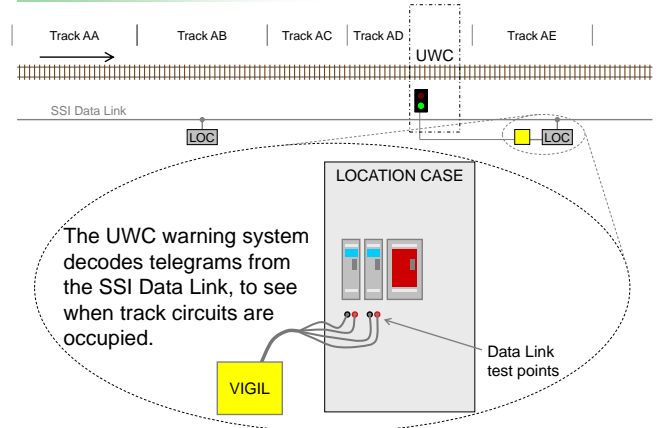 Track AA
Track AB
Track AC
Track AD
Track AE
UWC
SSI Data Link
LOC
LOC
LOCATION CASE
The UWC warning system
decodes telegrams from
the SSI Data Link, to see
when track circuits are
occupied.
VIGIL
Data Link
test points